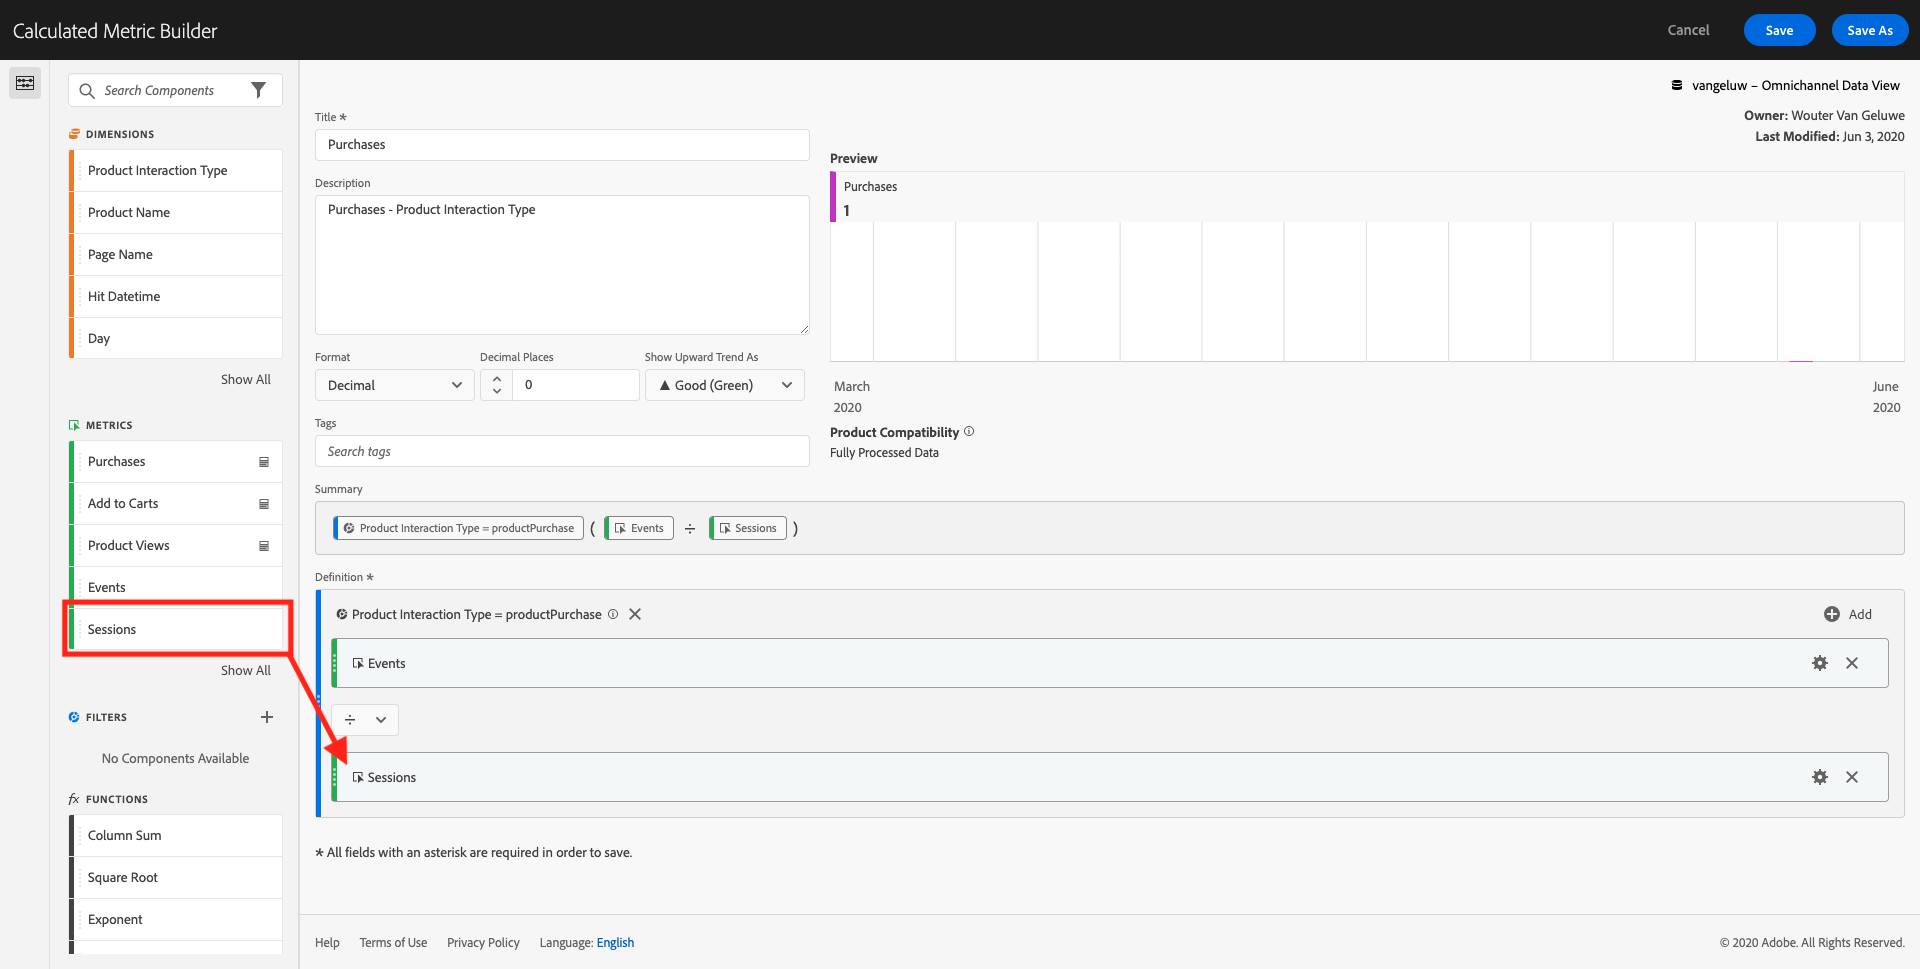 Calculated Metric Builder
Cancel
Save
Save As
Search Components
DIMENSIONS
Product Interaction Type
Product Name
Page Name
Hit Datetime
Day
Show All
METRICS
Purchases
Add to Carts
Product Views
Events
Sessions
Show All
FILTERS
No Components Available
fx FUNCTIONS
Column Sum
Square Root
Exponent
vangeluw – Omnichannel Data View
Owner: Wouter Van Geluwe
Last Modified: Jun 3, 2020
Title *
Purchases
Description
Purchases - Product Interaction Type
Format
Decimal Places
Show Upward Trend As
Decimal
0
▲ Good (Green)
Tags
Search tags
Preview
Purchases
1
March
2020
June
2020
Product Compatibility
Fully Processed Data
Summary
Product Interaction Type = productPurchase ( Events ÷ Sessions )
Definition *
Product Interaction Type = productPurchase
Add
Events
÷
Sessions
* All fields with an asterisk are required in order to save.
Help Terms of Use Privacy Policy Language: English
© 2020 Adobe. All Rights Reserved.